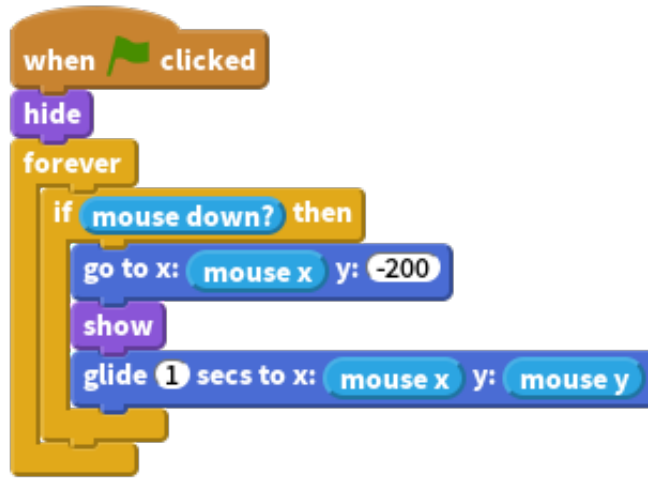 when clicked
hide
forever
if mouse down? then
go to x: mouse x y: -200
show
glide 1 secs to x: mouse x y: mouse y